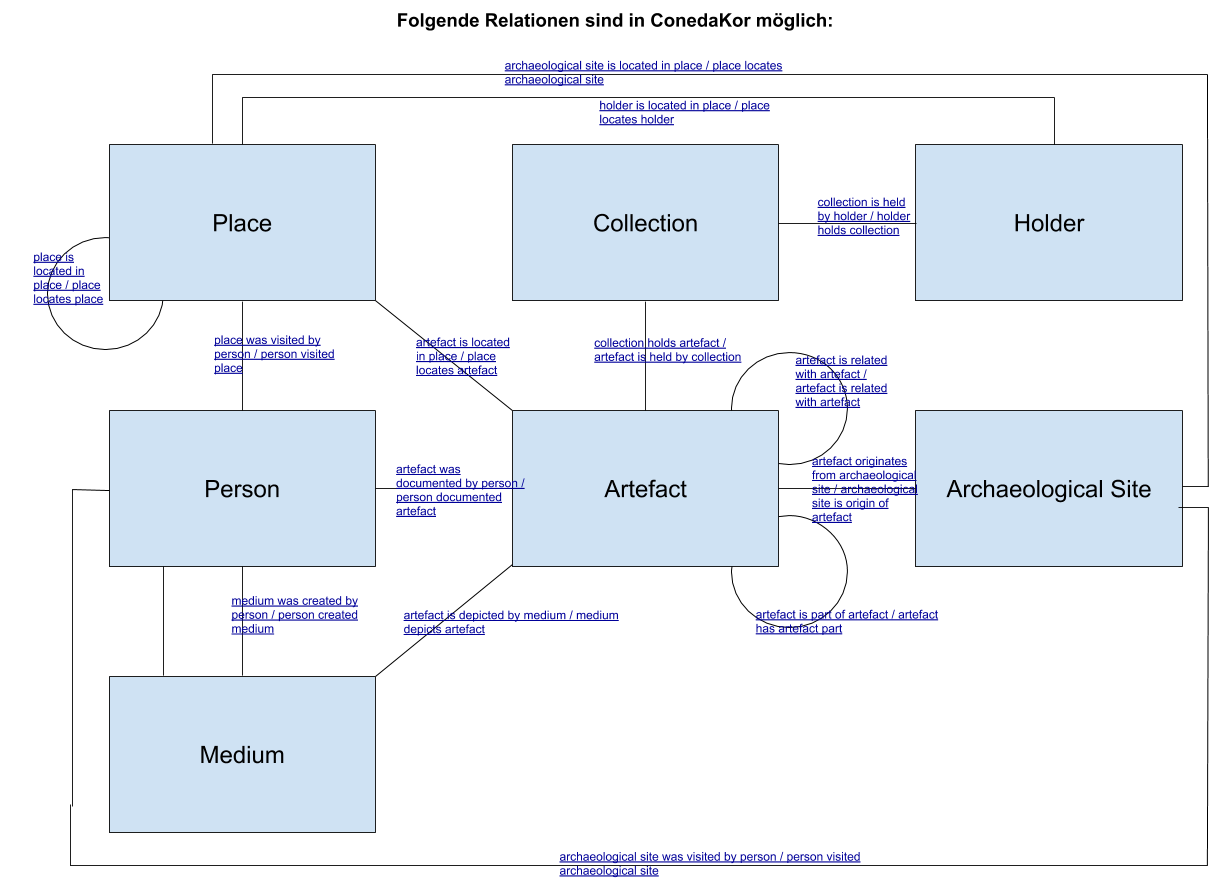 Folgende Relationen sind in ConedaKor möglich:
archaeological site is located in place / place locates
archaeological site
holder is located in place / place
locates holder
Place
Collection
Holder
collection is held
by holder / holder
holds collection
place is
located in
place / place
locates place
place was visited by
person / person visited
place
artefact is located
in place / place
locates artefact
collection holds artefact /
artefact is held by collection
artefact is related
with artefact /
artefact is related
with artefact
Person
artefact was
documented by person /
person documented
artefact
Artefact
artefact originates
from archaeological
site / archaeological
site is origin of
artefact
Archaeological Site
medium was created by
person / person created
medium
artefact is depicted by medium / medium
depicts artefact
artefact is part of artefact / artefact
has artefact part
Medium
archaeological site was visited by person / person visited
archaeological site